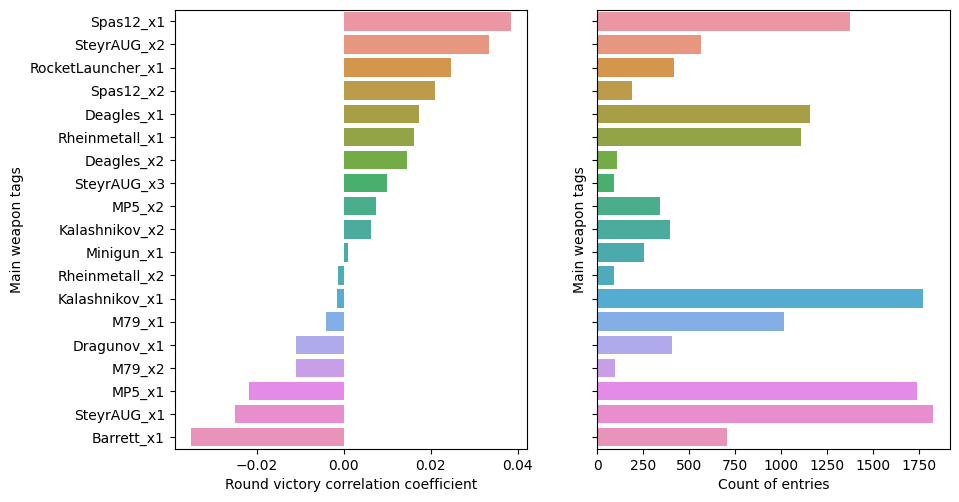 Main weapon tags
Spas12_x1
SteyrAUG_x2
RocketLauncher_x1
Spas12_x2
Deagles_x1
Rheinmetall_x1
Deagles_x2
SteyrAUG_x3
MP5_x2
Kalashnikov_x2
Minigun_x1
Rheinmetall_x2
Kalashnikov_x1
M79_x1
Dragunov_x1
M79_x2
MP5_x1
SteyrAUG_x1
Barrett_x1
−0.02 0.00 0.02 0.04
Round victory correlation coefficient
Main weapon tags
0 250 500 750 1000 1250 1500 1750
Count of entries